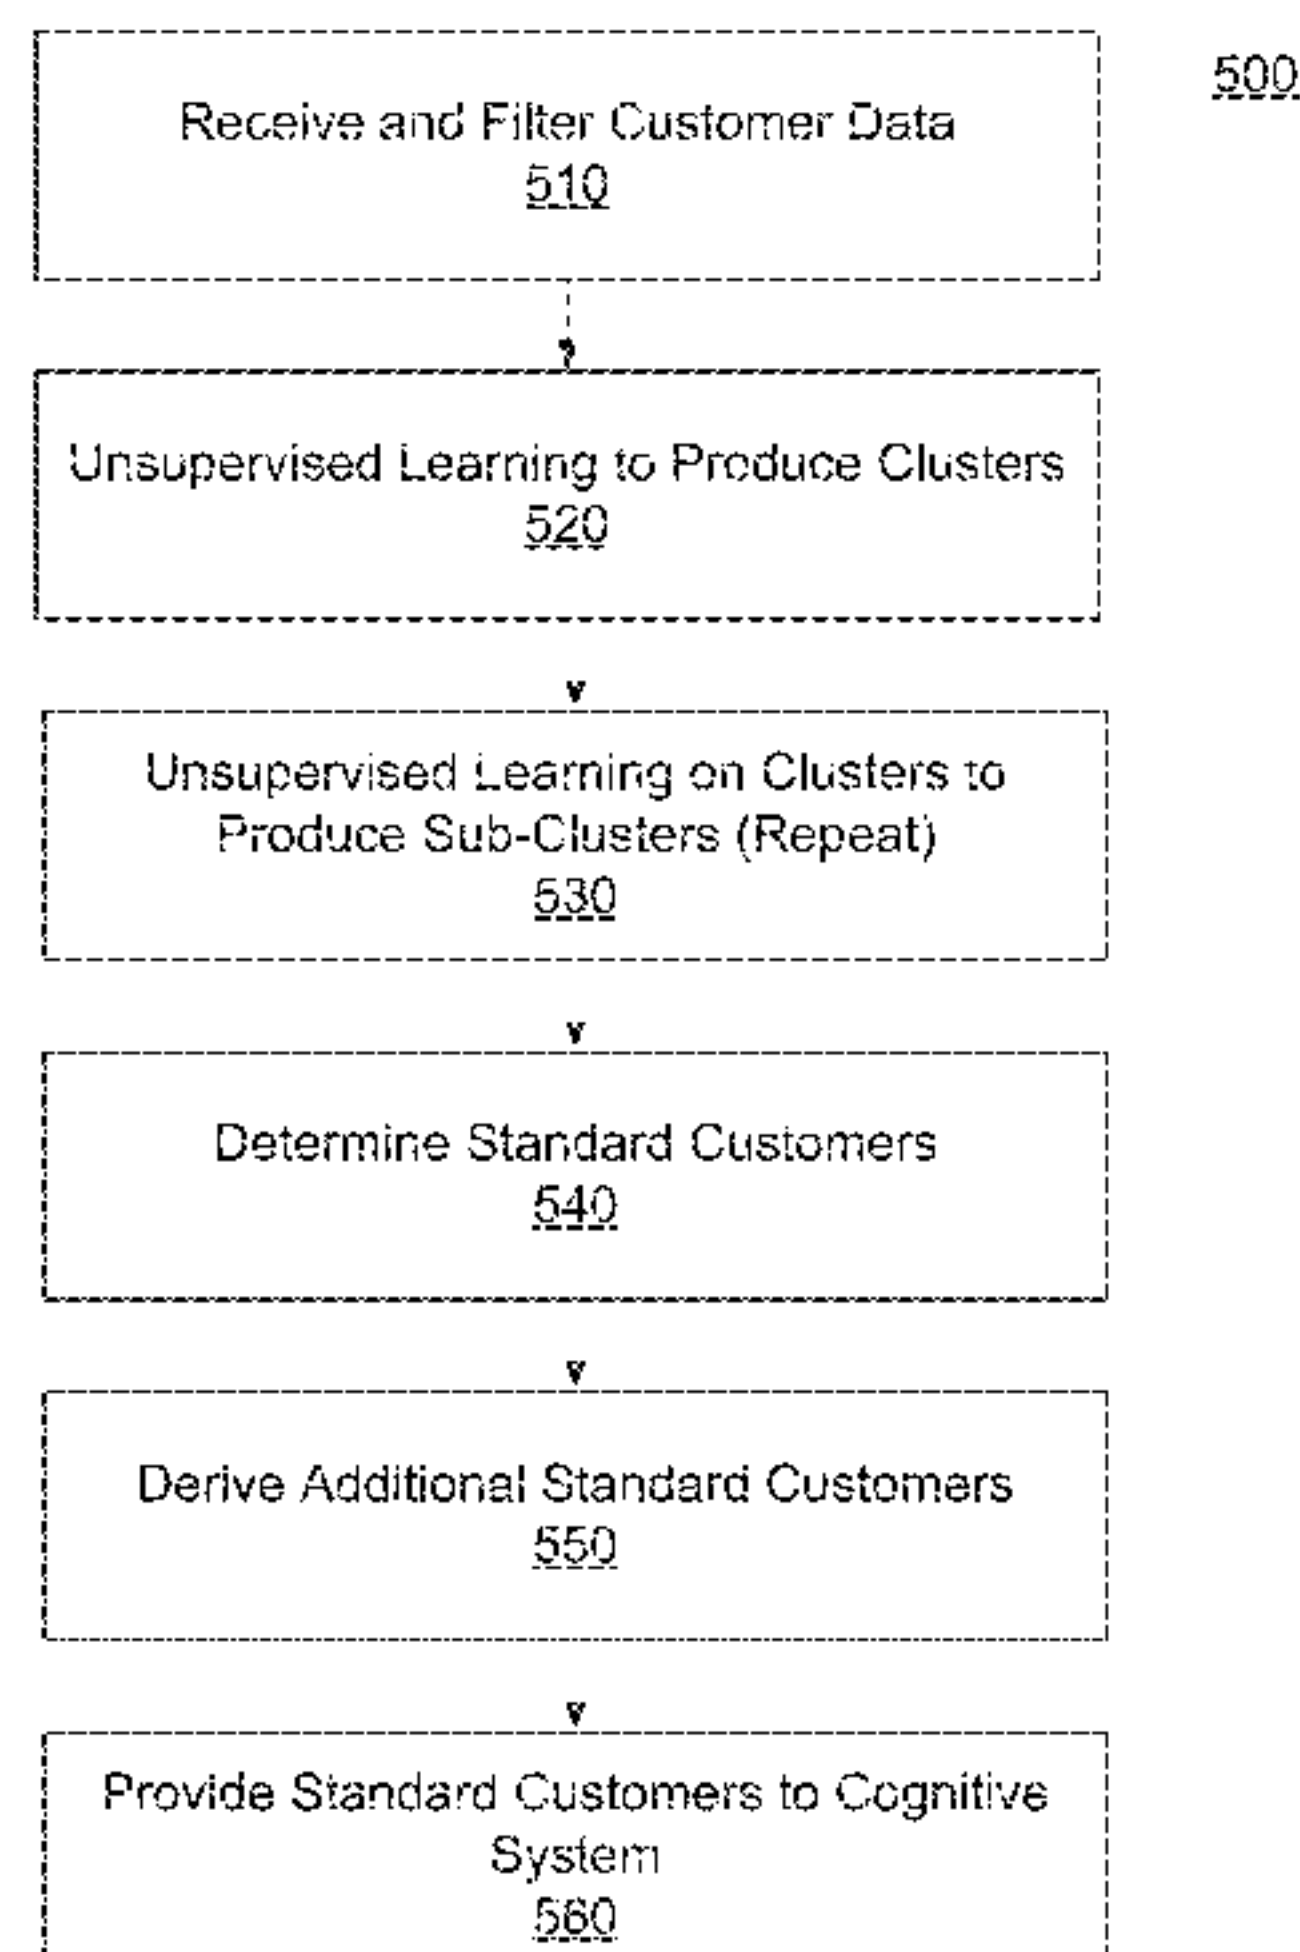 500
Receive and Filter Customer Data
510
Unsupervised Learning to Produce Clusters
520
Unsupervised Learning on Clusters to
Produce Sub-Clusters (Repeat)
530
Determine Standard Customers
540
Derive Additional Standard Customers
550
Provide Standard Customers to Cognitive
System
560